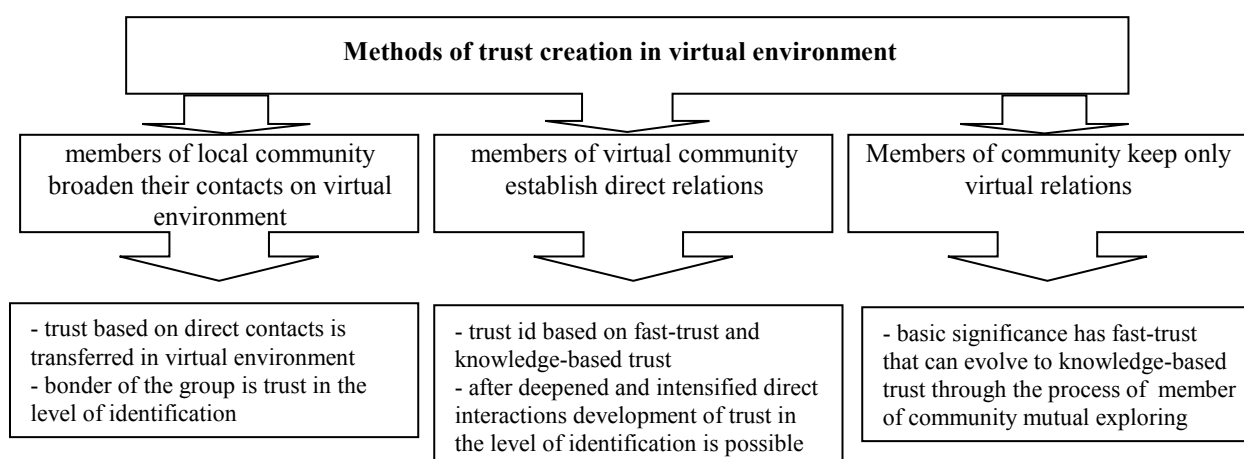 Methods of trust creation in virtual environment
members of local community
broaden their contacts on virtual
environment
members of virtual community
establish direct relations
Members of community keep only
virtual relations
- trust based on direct contacts is
transferred in virtual environment
- bonder of the group is trust in the
level of identification
- trust id based on fast-trust and
knowledge-based trust
- after deepened and intensified direct
interactions development of trust in
the level of identification is possible
- basic significance has fast-trust
that can evolve to knowledge-based
trust through the process of member
of community mutual exploring